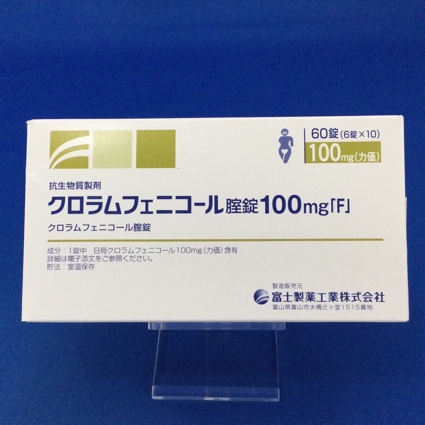 60錠(6錠×10)
100mg(力価)
抗生物質製剤
クロラムフェニコール腟錠100mg「F」
クロラムフェニコール腟錠
成分：1錠中 日局クロラムフェニコール100mg(力価)含有
詳細は電子添文をご参照ください。
貯法：室温保存
製造販売元
富士製薬工業株式会社
富山県富山市水橋辻ヶ堂1515番地